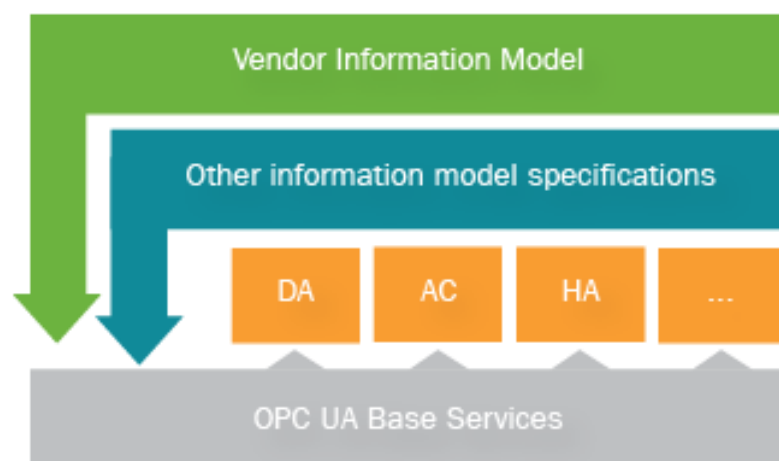 Vendor Information Model
Other information model specifications
DA AC HA ...
OPC UA Base Services